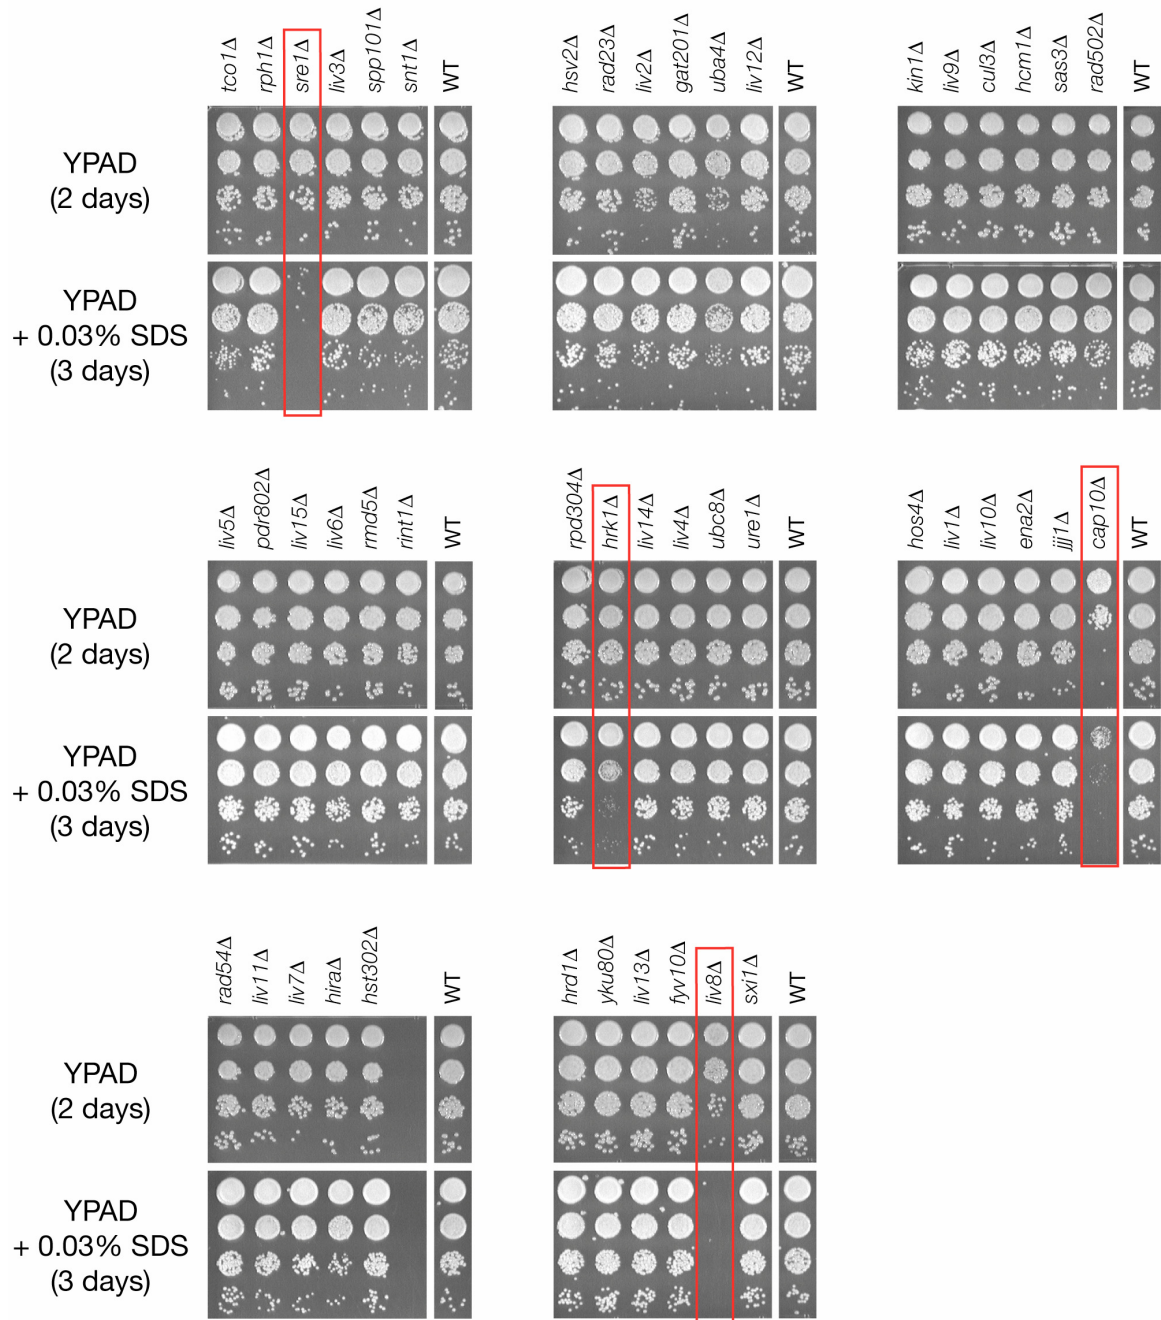 tco1Δ rph1Δ sre1Δ liv3Δ spp101Δ snt1Δ WT
hsv2Δ rad23Δ liv2Δ gat201Δ uba4Δ liv12Δ WT
kin1Δ liv9Δ cul3Δ hcm1Δ sas3Δ rad502Δ WT
YPAD
(2 days)
YPAD
+ 0.03% SDS
(3 days)
liv5Δ pdr802Δ liv15Δ liv6Δ rmd5Δ rint1Δ WT
rpd304Δ hrk1Δ liv14Δ liv4Δ ubc8Δ ure1Δ WT
hos4Δ liv1Δ liv10Δ ena2Δ jjj1Δ cap10Δ WT
YPAD
(2 days)
YPAD
+ 0.03% SDS
(3 days)
rad54Δ liv11Δ liv7Δ hiraΔ hst302Δ WT
hrd1Δ yku80Δ liv13Δ fyv10Δ liv8Δ sxi1Δ WT
YPAD
(2 days)
YPAD
+ 0.03% SDS
(3 days)